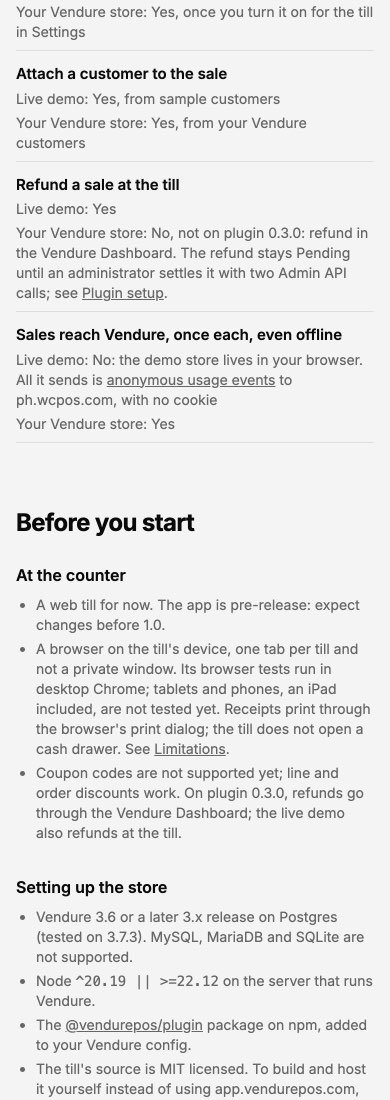 Your Vendure store: Yes, once you turn it on for the till
in Settings
Attach a customer to the sale
Live demo: Yes, from sample customers
Your Vendure store: Yes, from your Vendure
customers
Refund a sale at the till
Live demo: Yes
Your Vendure store: No, not on plugin 0.3.0: refund in
the Vendure Dashboard. The refund stays Pending
until an administrator settles it with two Admin API
calls; see Plugin setup.
Sales reach Vendure, once each, even offline
Live demo: No: the demo store lives in your browser.
All it sends is anonymous usage events to
ph.wcpos.com, with no cookie
Your Vendure store: Yes
Before you start
At the counter
• A web till for now. The app is pre-release: expect
changes before 1.0.
• A browser on the till's device, one tab per till and
not a private window. Its browser tests run in
desktop Chrome; tablets and phones, an iPad
included, are not tested yet. Receipts print through
the browser's print dialog; the till does not open a
cash drawer. See Limitations.
• Coupon codes are not supported yet; line and
order discounts work. On plugin 0.3.0, refunds go
through the Vendure Dashboard; the live demo
also refunds at the till.
Setting up the store
• Vendure 3.6 or a later 3.x release on Postgres
(tested on 3.7.3). MySQL, MariaDB and SQLite are
not supported.
• Node ^20.19 || >=22.12 on the server that runs
Vendure.
• The @vendurepos/plugin package on npm, added
to your Vendure config.
• The till's source is MIT licensed. To build and host
it yourself instead of using app.vendurepos.com,